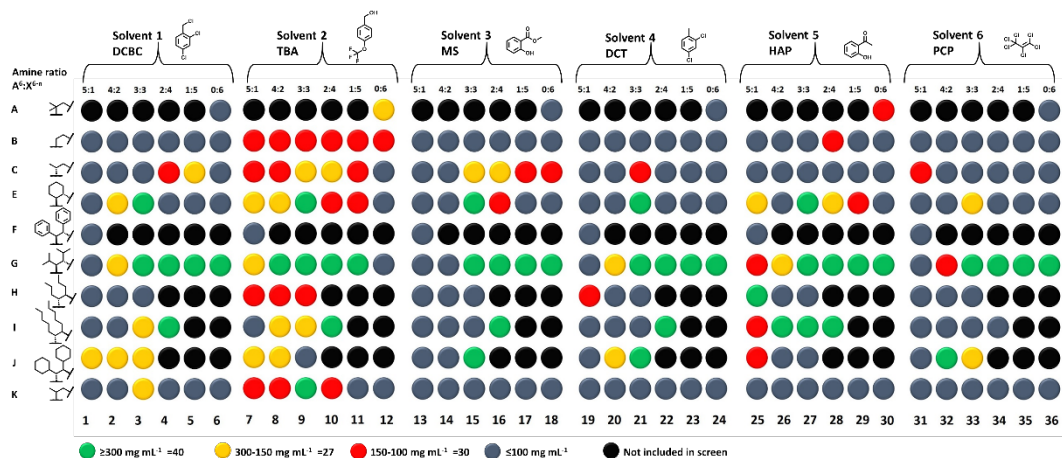 Solvent 1 Solvent 2 Solvent 3 Solvent 4 Solvent 5 Solvent 6
DCBC TBA MS DCT HAP PCP
Amine ratio
A⁶:X⁶⁻ⁿ
5:1 4:2 3:3 2:4 1:5 0:6 5:1 4:2 3:3 2:4 1:5 0:6 5:1 4:2 3:3 2:4 1:5 0:6 5:1 4:2 3:3 2:4 1:5 0:6 5:1 4:2 3:3 2:4 1:5 0:6 5:1 4:2 3:3 2:4 1:5 0:6
A
B
C
E
F
G
H
I
J
K
1 2 3 4 5 6 7 8 9 10 11 12 13 14 15 16 17 18 19 20 21 22 23 24 25 26 27 28 29 30 31 32 33 34 35 36
≥300 mg mL⁻¹ =40 300-150 mg mL⁻¹ =27 150-100 mg mL⁻¹ =30 ≤100 mg mL⁻¹ Not included in screen